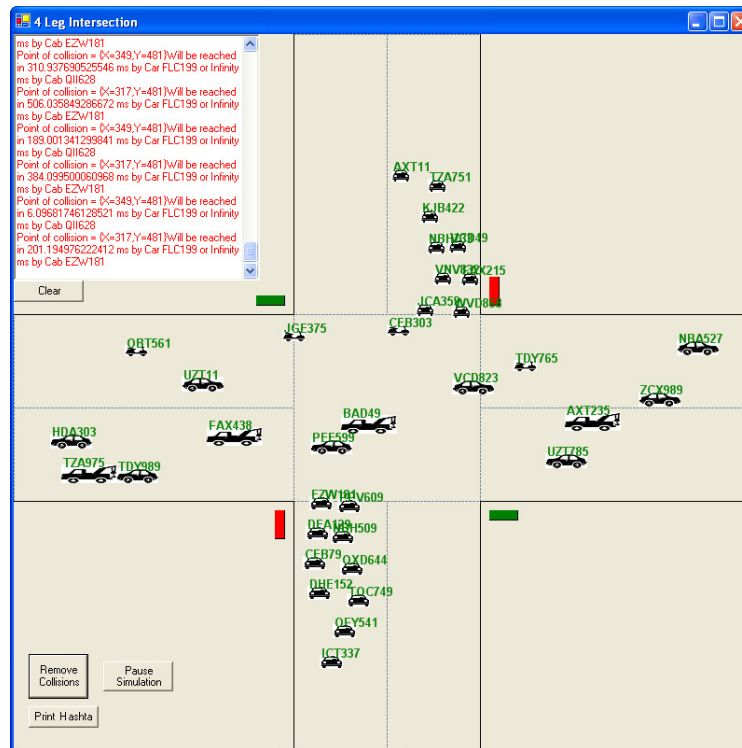 4 Leg Intersection
ms by Cab EZW181
Point of collision = {X=349,Y=481}Will be reached
in 310.937690525546 ms by Car FLC199 or Infinity
ms by Cab QII628
Point of collision = {X=317,Y=481}Will be reached
in 506.035849286672 ms by Car FLC199 or Infinity
ms by Cab EZW181
Point of collision = {X=349,Y=481}Will be reached
in 189.001341299841 ms by Car FLC199 or Infinity
ms by Cab QII628
Point of collision = {X=317,Y=481}Will be reached
in 384.099500060968 ms by Car FLC199 or Infinity
ms by Cab EZW181
Point of collision = {X=349,Y=481}Will be reached
in 6.09681746128521 ms by Car FLC199 or Infinity
ms by Cab QII628
Point of collision = {X=317,Y=481}Will be reached
in 201.194976222412 ms by Car FLC199 or Infinity
ms by Cab EZW181
Clear
AXT11
TZA751
KJB422
JCA359
JGE375
CEB303
OBT561
NBA527
TDY765
UZT11
VCD823
ZCX989
BAD49
AXT235
FAX438
HDA303
PEE599
UZT785
TZA975
TDY989
EZW181
DEA129
NBH509
CEB79
OXD644
DHE152
TOC749
OEY541
ICT337
Remove
Collisions
Pause
Simulation
Print Hashta